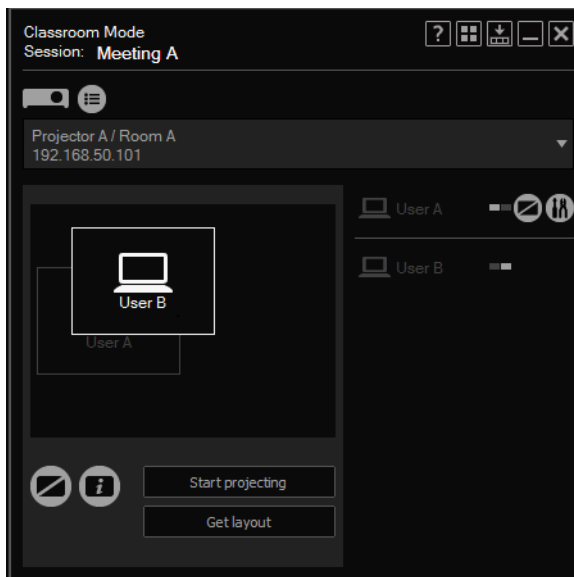 Classroom Mode
Session: Meeting A
Projector A / Room A
192.168.50.101
User A
User B
User B
User A
Start projecting
Get layout